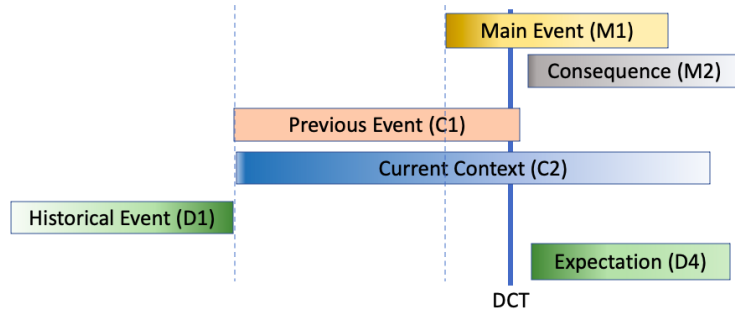 Main Event (M1)
Consequence (M2)
Previous Event (C1)
Current Context (C2)
Historical Event (D1)
Expectation (D4)
DCT